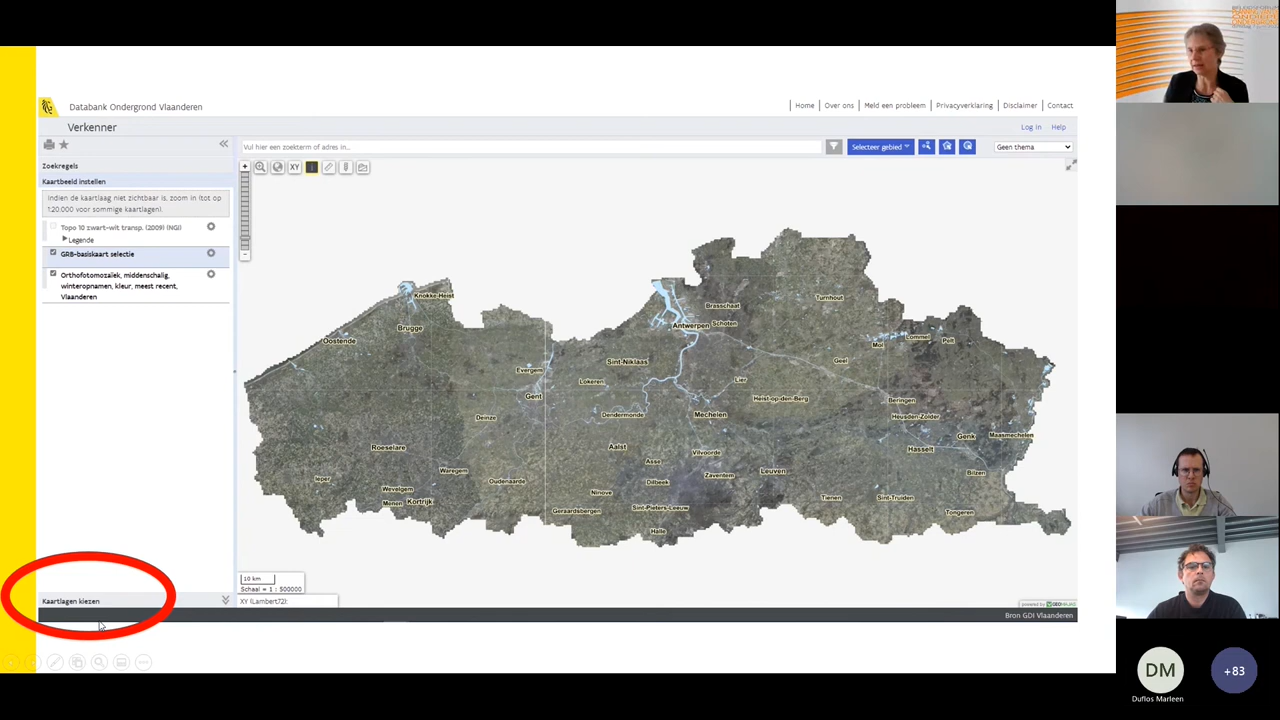 Databank Ondergrond Vlaanderen
Home
Over ons
Meld een probleem
Privacyverklaring
Disclaimer
Contact
Verkenner
Log in
Help
Vul hier een zoekterm of adres in...
Selecteer gebied
Geen thema
Zoekregels
XY
Kaartbeeld instellen
Indien de kaartlaag niet zichtbaar is, zoom in (tot op
1:20.000 voor sommige kaartlagen).
Topo 10 zwart-wit transp. (2009) (NGI)
Legende
GRB-basiskaart selectie
Orthofotomozaïek, middenschalig,
winteropnamen, kleur, meest recent,
Vlaanderen
Knokke-Heist
Brugge
Oostende
Evergem
Gent
Deinze
Roeselare
Ieper
Wevelgem
Menen
Kortrijk
Waregem
Oudenaarde
Brasschaat
Antwerpen
Schoten
Turnhout
Sint-Niklaas
Lokeren
Dendermonde
Lier
Heist-op-den-Berg
Mechelen
Geel
Mol
Lommel
Pelt
Beringen
Heusden-Zolder
Genk
Maasmechelen
Hasselt
Bilzen
Aalst
Asse
Vilvoorde
Dilbeek
Zaventem
Leuven
Ninove
Geraardsbergen
Sint-Pieters-Leeuw
Halle
Tienen
Sint-Truiden
Tongeren
10 km
Schaal = 1 : 500000
Kaartlagen kiezen
XY (Lambert72):
powered by
Bron GDI Vlaanderen
DM
+83
Duflos Marleen